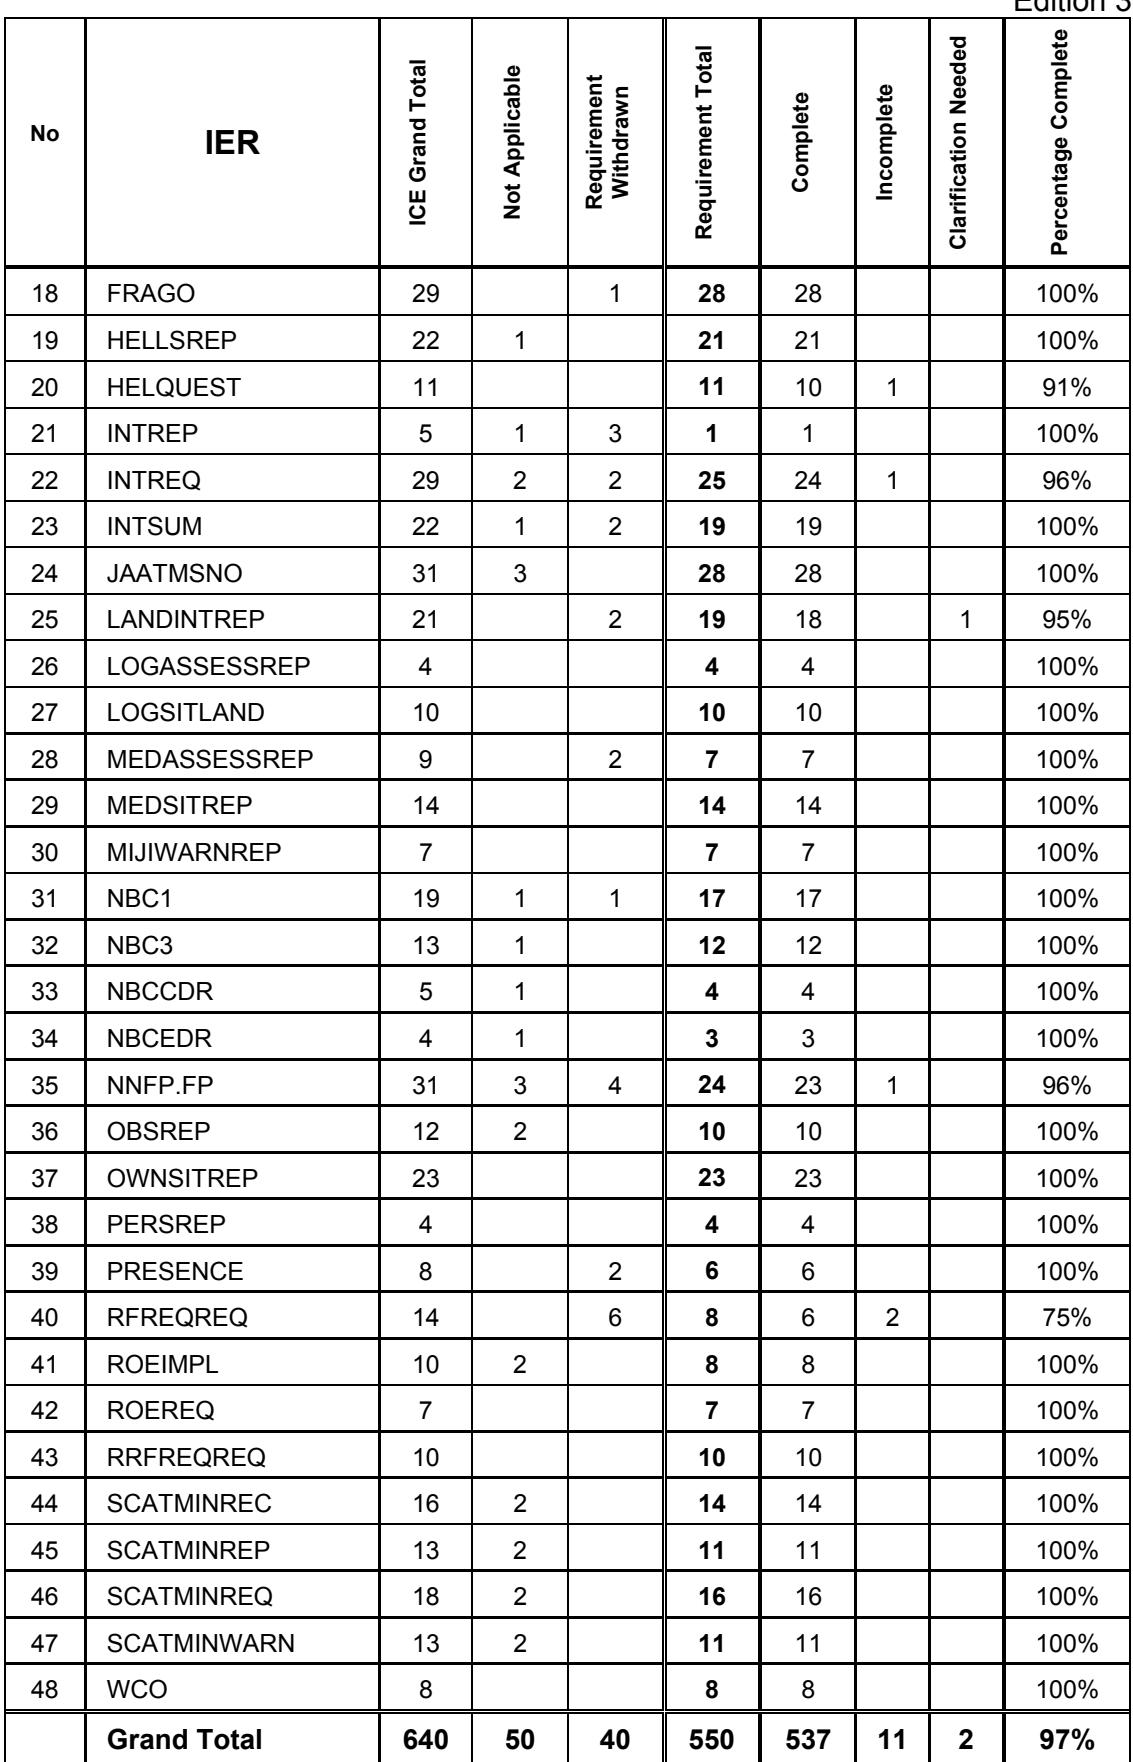 Edition 3
No IER ICE Grand Total Not Applicable Requirement Withdrawn Requirement Total Complete Incomplete Clarification Needed Percentage Complete
18 FRAGO 29 1 28 28 100%
19 HELLSREP 22 1 21 21 100%
20 HELQUEST 11 11 10 1 91%
21 INTREP 5 1 3 1 1 100%
22 INTREQ 29 2 2 25 24 1 96%
23 INTSUM 22 1 2 19 19 100%
24 JAATMSNO 31 3 28 28 100%
25 LANDINTREP 21 2 19 18 1 95%
26 LOGASSESSREP 4 4 4 100%
27 LOGSITLAND 10 10 10 100%
28 MEDASSESSREP 9 2 7 7 100%
29 MEDSITREP 14 14 14 100%
30 MIJIWARNREP 7 7 7 100%
31 NBC1 19 1 1 17 17 100%
32 NBC3 13 1 12 12 100%
33 NBCCDR 5 1 4 4 100%
34 NBCEDR 4 1 3 3 100%
35 NNFP.FP 31 3 4 24 23 1 96%
36 OBSREP 12 2 10 10 100%
37 OWNSITREP 23 23 23 100%
38 PERSREP 4 4 4 100%
39 PRESENCE 8 2 6 6 100%
40 RFREQREQ 14 6 8 6 2 75%
41 ROEIMPL 10 2 8 8 100%
42 ROEREQ 7 7 7 100%
43 RRFREQREQ 10 10 10 100%
44 SCATMINREC 16 2 14 14 100%
45 SCATMINREP 13 2 11 11 100%
46 SCATMINREQ 18 2 16 16 100%
47 SCATMINWARN 13 2 11 11 100%
48 WCO 8 8 8 100%
Grand Total 640 50 40 550 537 11 2 97%